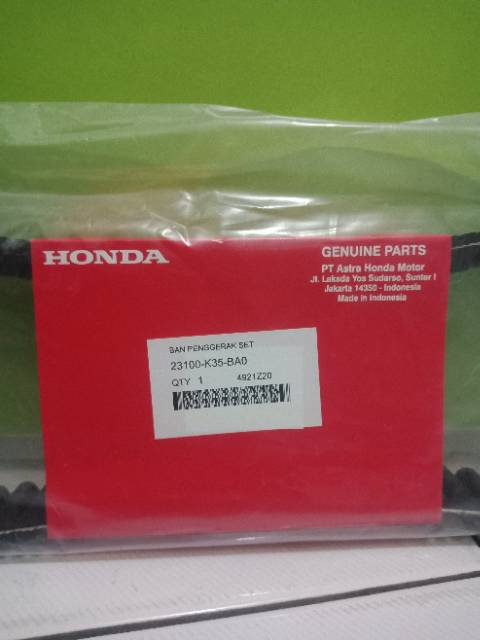 HONDA
GENUINE PARTS
PT Astra Honda Motor
Jl. Laksda Yos Sudarso, Sunter I
Jakarta 14350 - Indonesia
Made in Indonesia
BAN PENGGERAK SET
23100-K35-BA0
QTY 1 4921Z20